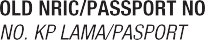 OLD NRIC/PASSPORT NO
NO. KP LAMA/PASPORT